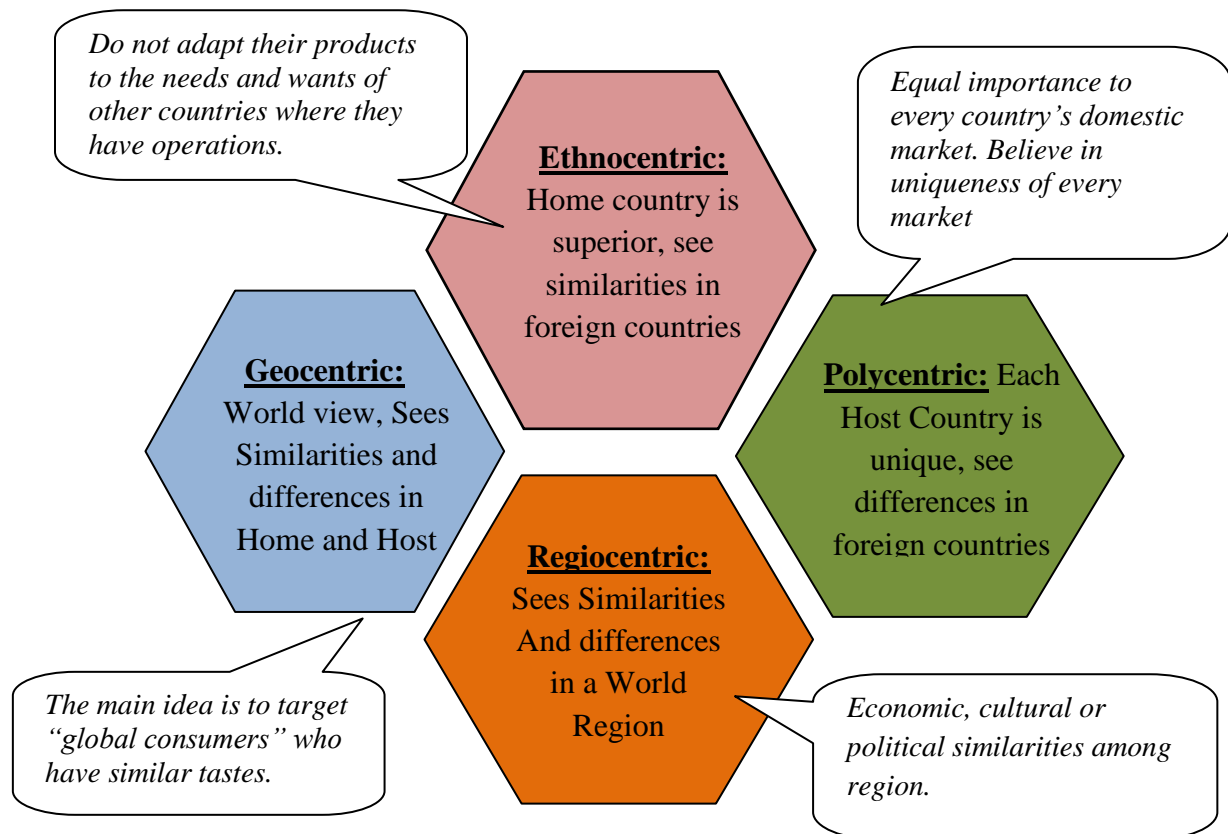 Do not adapt their products
to the needs and wants of
other countries where they
have operations.
Ethnocentric:
Home country is
superior, see
similarities in
foreign countries
Equal importance to
every country’s domestic
market. Believe in
uniqueness of every
market
Geocentric:
World view, Sees
Similarities and
differences in
Home and Host
Polycentric: Each
Host Country is
unique, see
differences in
foreign countries
Regiocentric:
Sees Similarities
And differences
in a World
Region
The main idea is to target
“global consumers” who
have similar tastes.
Economic, cultural or
political similarities among
region.